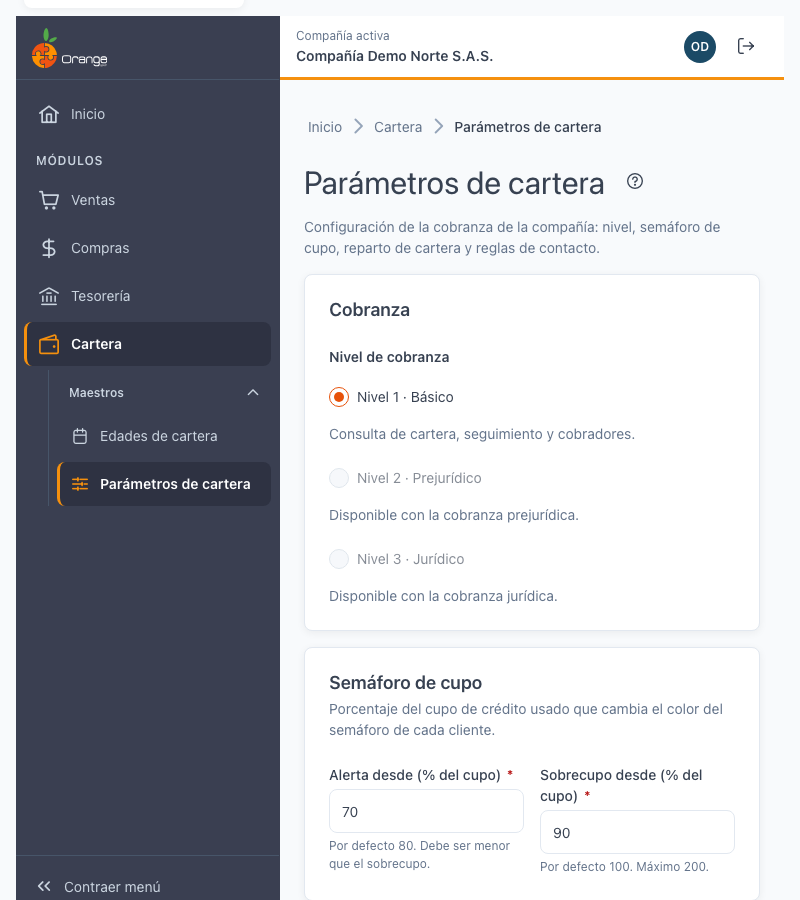 Orange
Inicio
MÓDULOS
Ventas
Compras
Tesorería
Cartera
Maestros
Edades de cartera
Parámetros de cartera
Contraer menú
Compañía activa
Compañía Demo Norte S.A.S.
OD
Inicio
Cartera
Parámetros de cartera
Parámetros de cartera
Configuración de la cobranza de la compañía: nivel, semáforo de
cupo, reparto de cartera y reglas de contacto.
Cobranza
Nivel de cobranza
Nivel 1 · Básico
Consulta de cartera, seguimiento y cobradores.
Nivel 2 · Prejurídico
Disponible con la cobranza prejurídica.
Nivel 3 · Jurídico
Disponible con la cobranza jurídica.
Semáforo de cupo
Porcentaje del cupo de crédito usado que cambia el color del
semáforo de cada cliente.
Alerta desde (% del cupo) *
70
Por defecto 80. Debe ser menor
que el sobrecupo.
Sobrecupo desde (% del
cupo) *
90
Por defecto 100. Máximo 200.